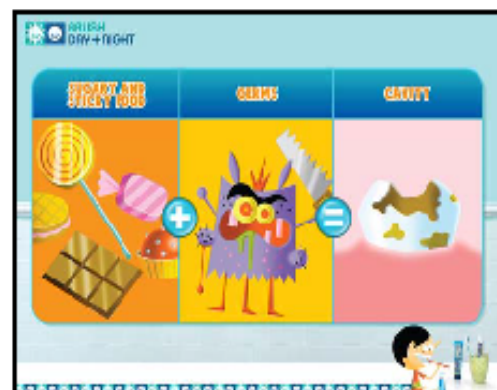 BRUSH
DAY + NIGHT
SUGARY AND
STICKY FOOD
GERMS
CAVITY
+
=